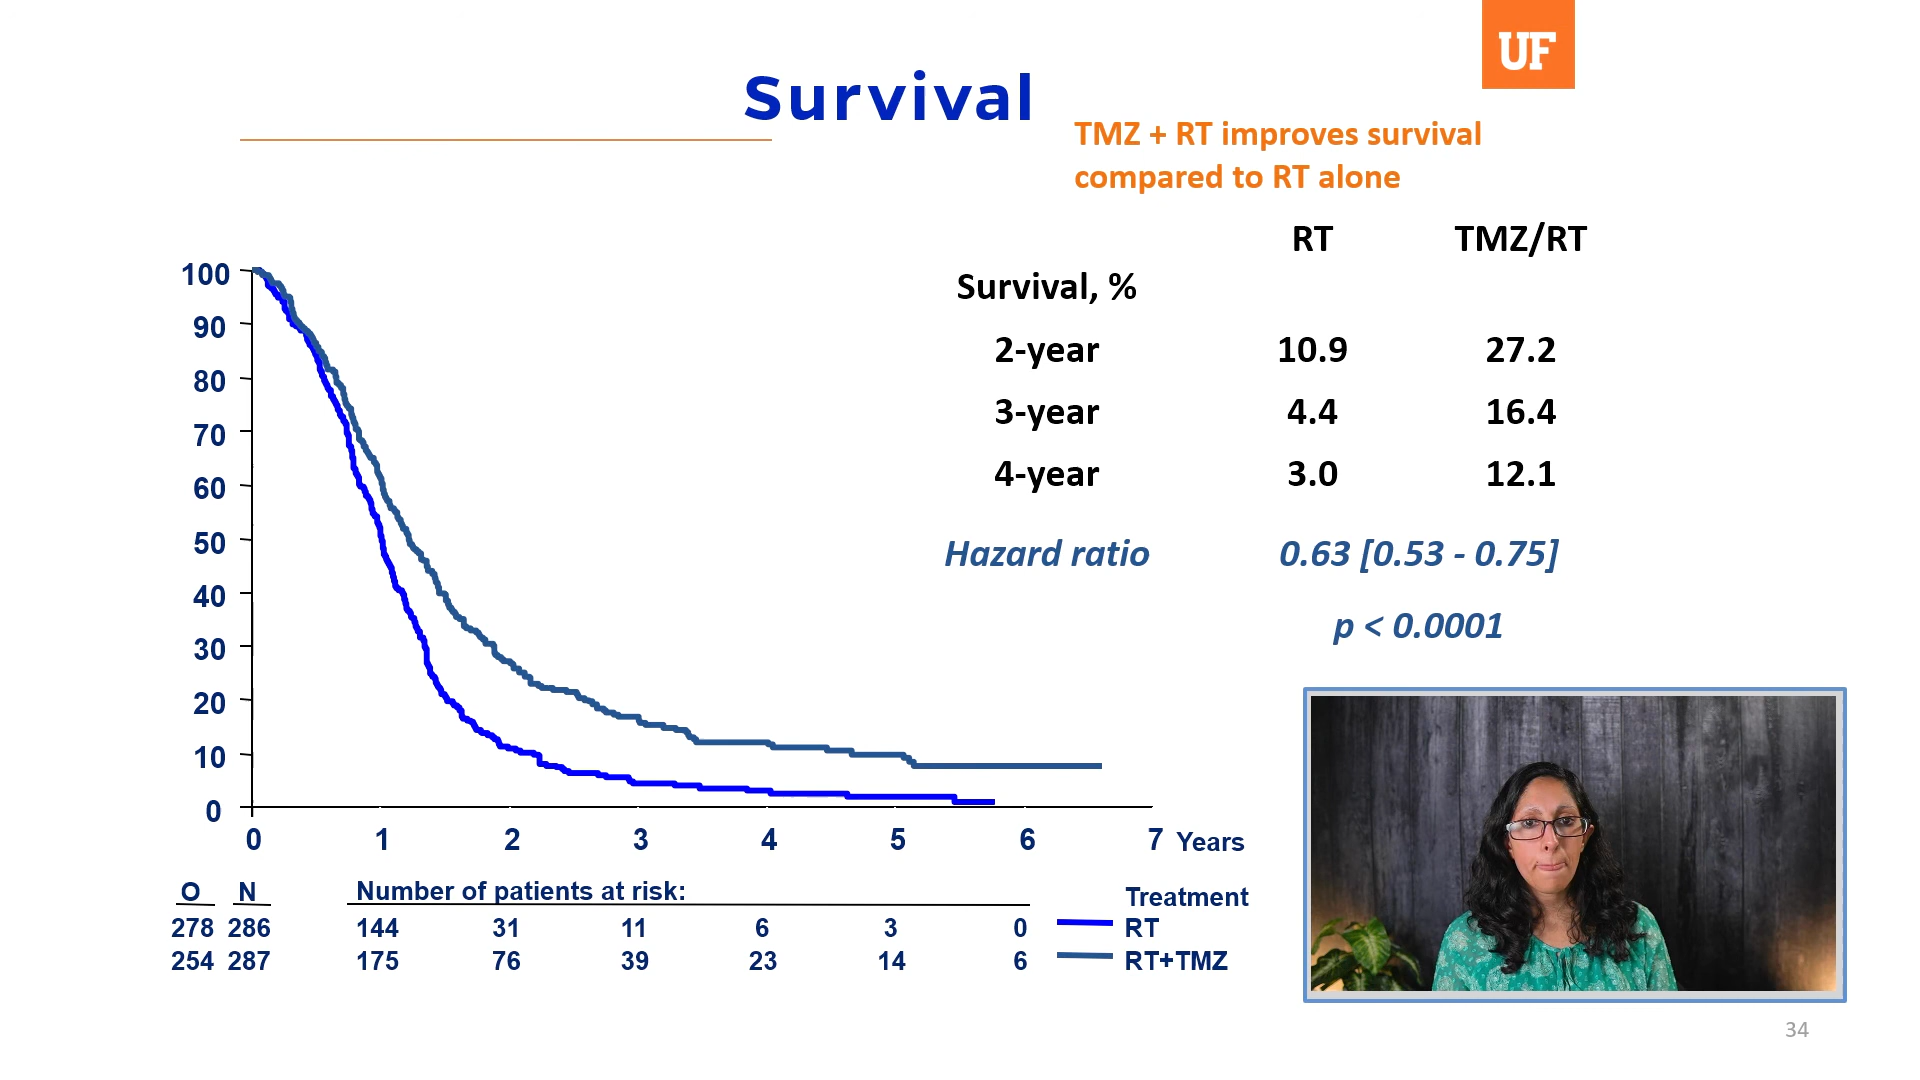 UF
Survival
TMZ + RT improves survival
compared to RT alone
RT TMZ/RT
Survival, %
2-year 10.9 27.2
3-year 4.4 16.4
4-year 3.0 12.1
Hazard ratio 0.63 [0.53 - 0.75]
p < 0.0001
100
90
80
70
60
50
40
30
20
10
0
0 1 2 3 4 5 6 7 Years
O N Number of patients at risk: Treatment
278 286 144 31 11 6 3 0 RT
254 287 175 76 39 23 14 6 RT+TMZ
34